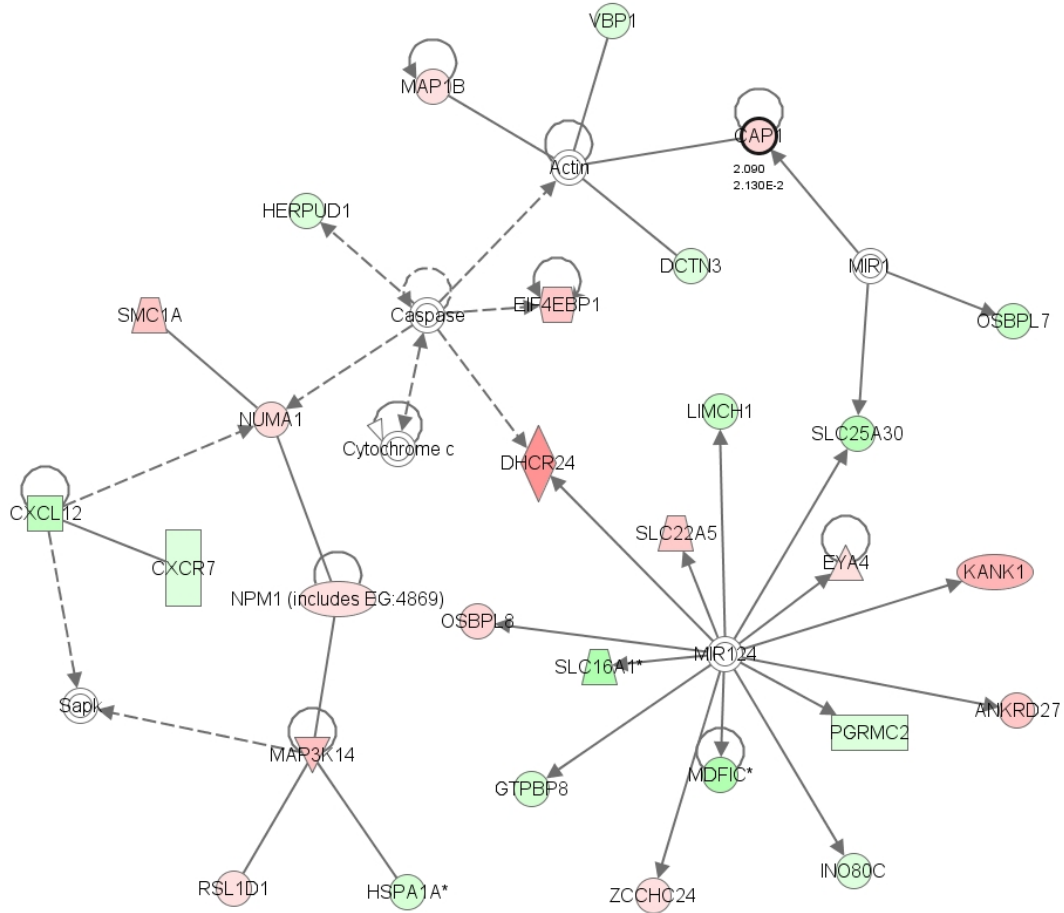 VBP1
MAP1B
CAP1
Actin
2.090
2.130E-2
HERPUD1
DCTN3
MIR1
SMC1A
Caspase
EIF4EBP1
OSBPL7
NUMA1
LIMCH1
SLC25A30
Cytochrome c
DHCR24
CXCL12
SLC22A5
EYA4
CXCR7
KANK1
NPM1 (includes EG:4869)
OSBPL8
MIR124
SLC16A1*
Sapk
ANKRD27
PGRMC2
MAP3K14
MDFIC*
GTPBP8
INO80C
RSL1D1
HSPA1A*
ZCCHC24